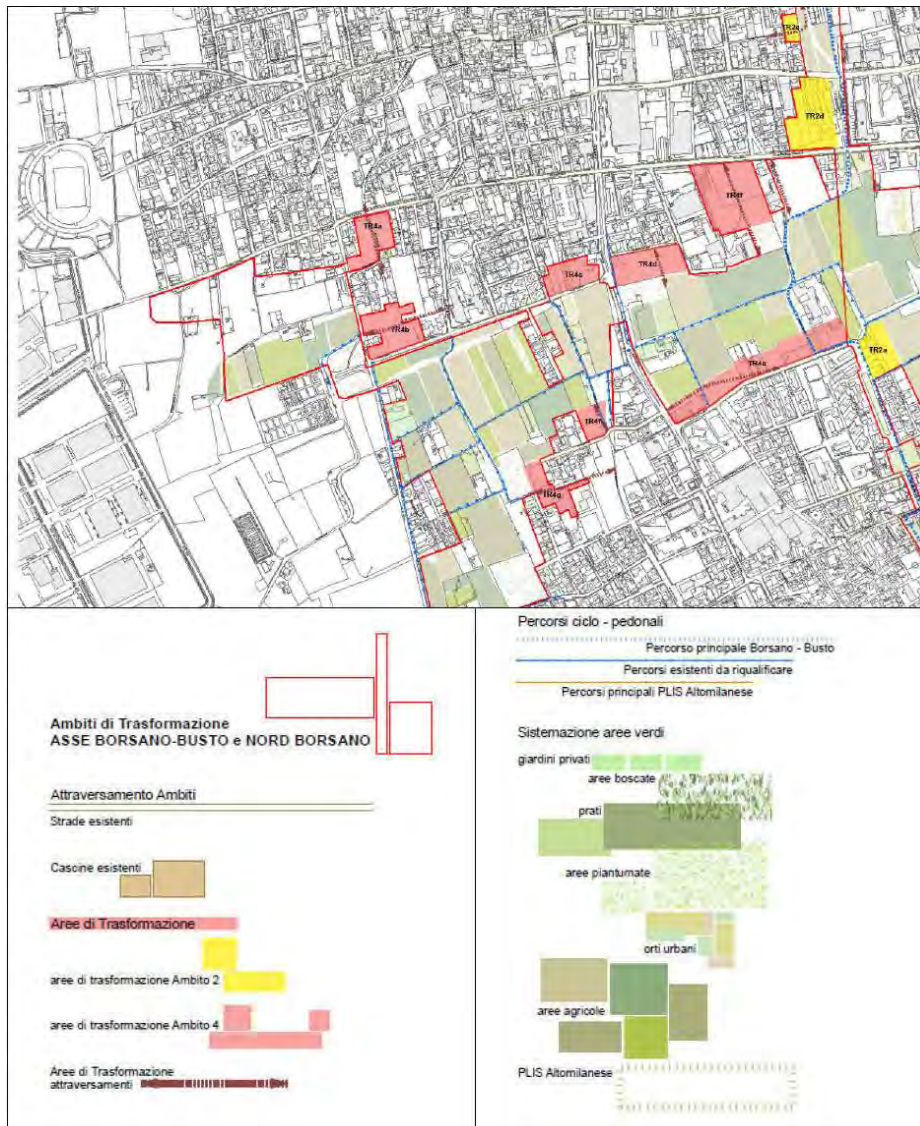 TR2c
TR2d
TR4f
TR4a
TR4c
TR4d
TR4b
TR4e
TR2a
TR4g
Ambiti di Trasformazione
ASSE BORSANO-BUSTO e NORD BORSANO
Attraversamento Ambiti
Strade esistenti
Cascine esistenti
Aree di Trasformazione
aree di trasformazione Ambito 2
aree di trasformazione Ambito 4
Aree di Trasformazione
attraversamenti
Percorsi ciclo - pedonali
Percorso principale Borsano - Busto
Percorsi esistenti da riqualificare
Percorsi principali PLIS Altomilanese
Sistemazione aree verdi
giardini privati
aree boscate
prati
aree piantumate
orti urbani
aree agricole
PLIS Altomilanese